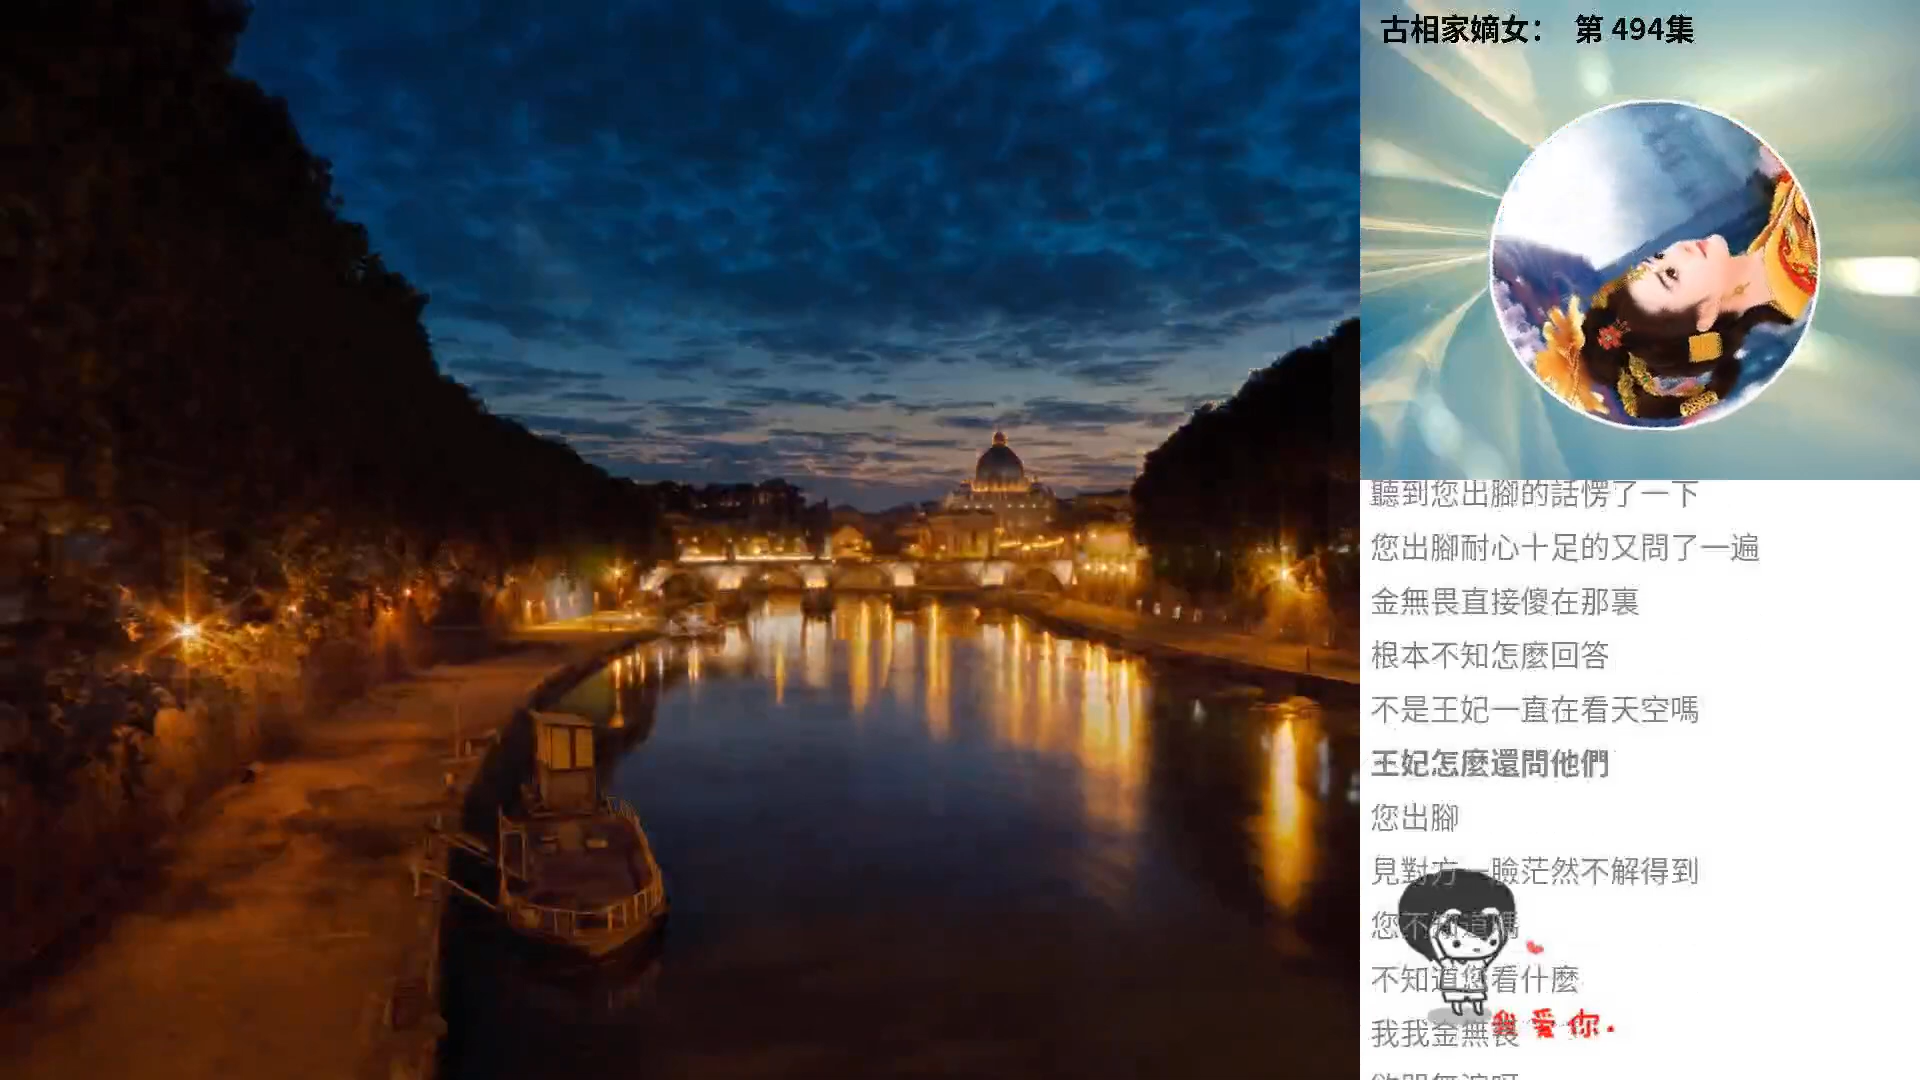 古相家嫡女： 第 494集
聽到您出腳的話愣了一下
您出腳耐心十足的又問了一遍
金無畏直接傻在那裏
根本不知怎麼回答
不是王妃一直在看天空嗎
王妃怎麼還問他們
您出腳
見對方一臉茫然不解得到
您不知道嗎
不知道您看什麼
我我金無畏
我愛你.